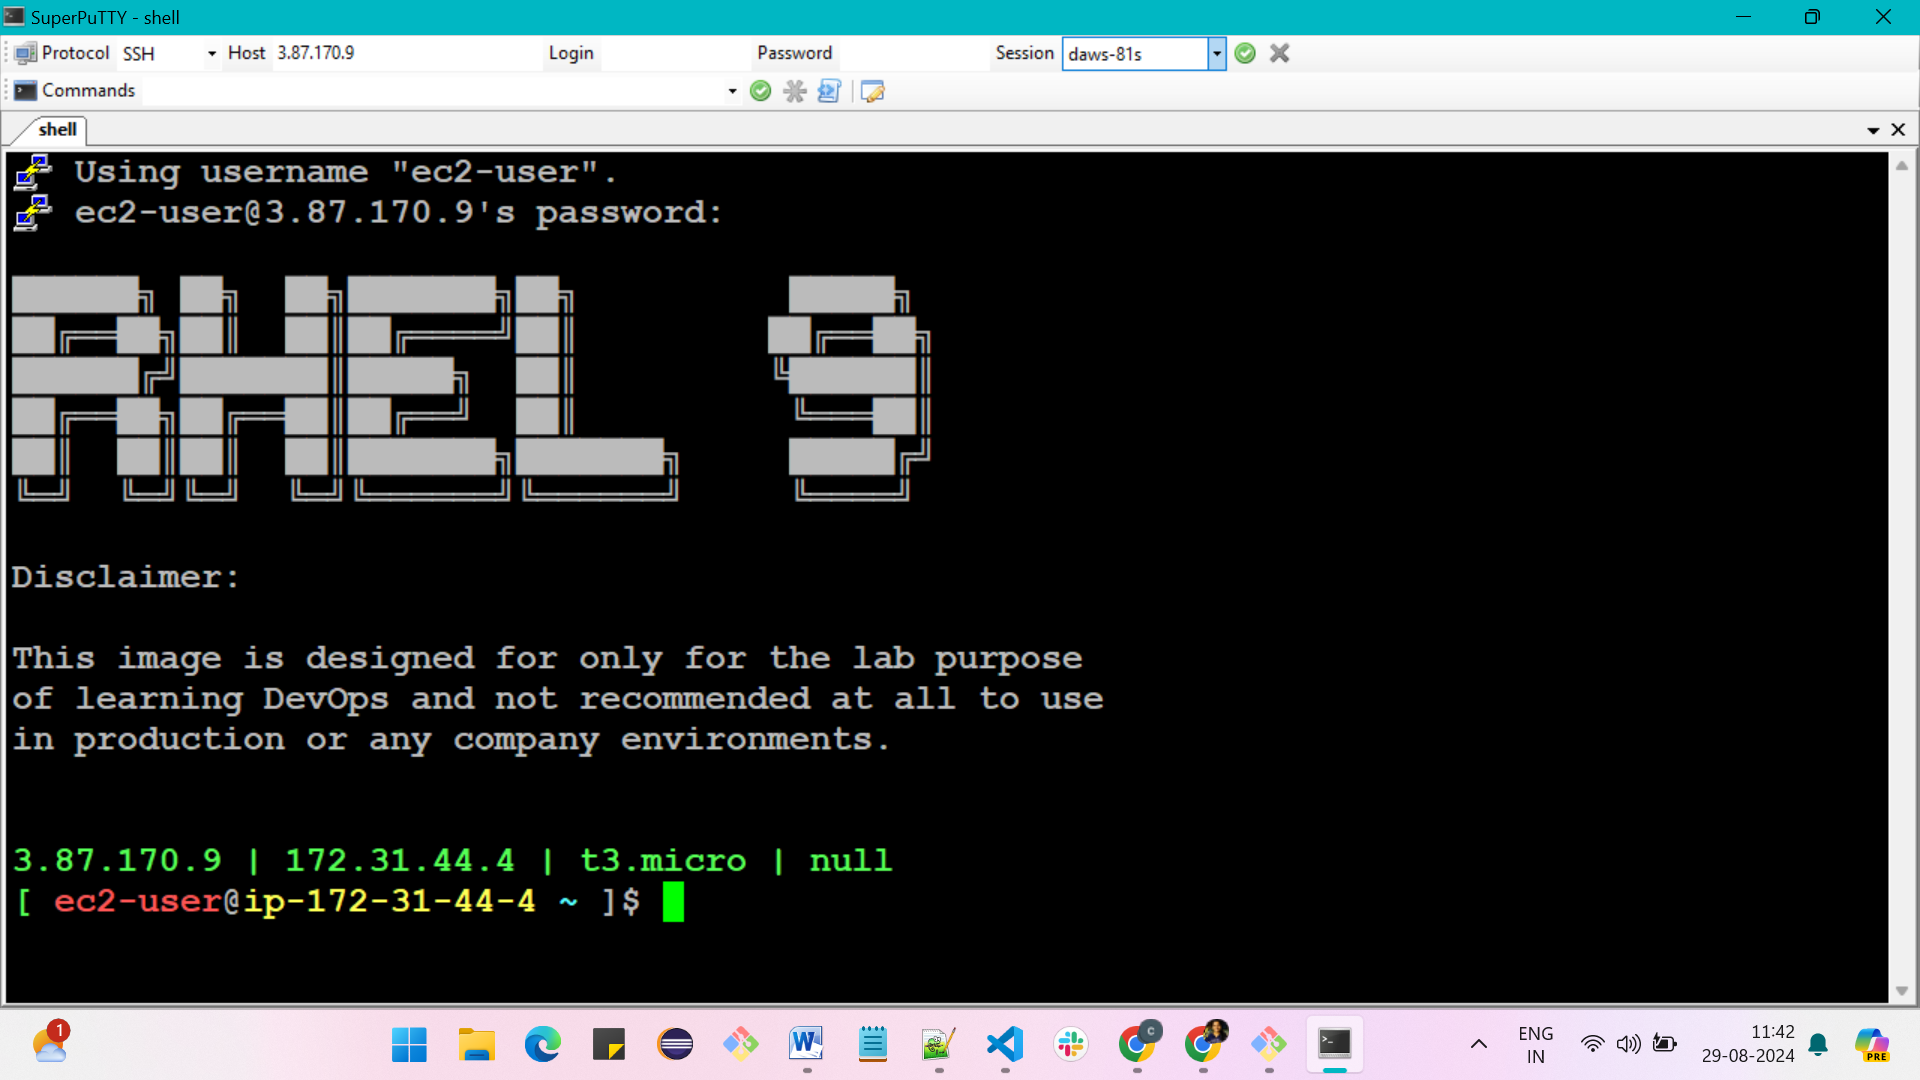 SuperPuTTY - shell
Protocol SSH Host 3.87.170.9 Login Password Session daws-81s
Commands
shell
Using username "ec2-user".
ec2-user@3.87.170.9's password:
RHEL 9
Disclaimer:
This image is designed for only for the lab purpose
of learning DevOps and not recommended at all to use
in production or any company environments.
3.87.170.9 | 172.31.44.4 | t3.micro | null
[ ec2-user@ip-172-31-44-4 ~ ]$
1
W
C
ENG
IN
11:42
29-08-2024
PRE